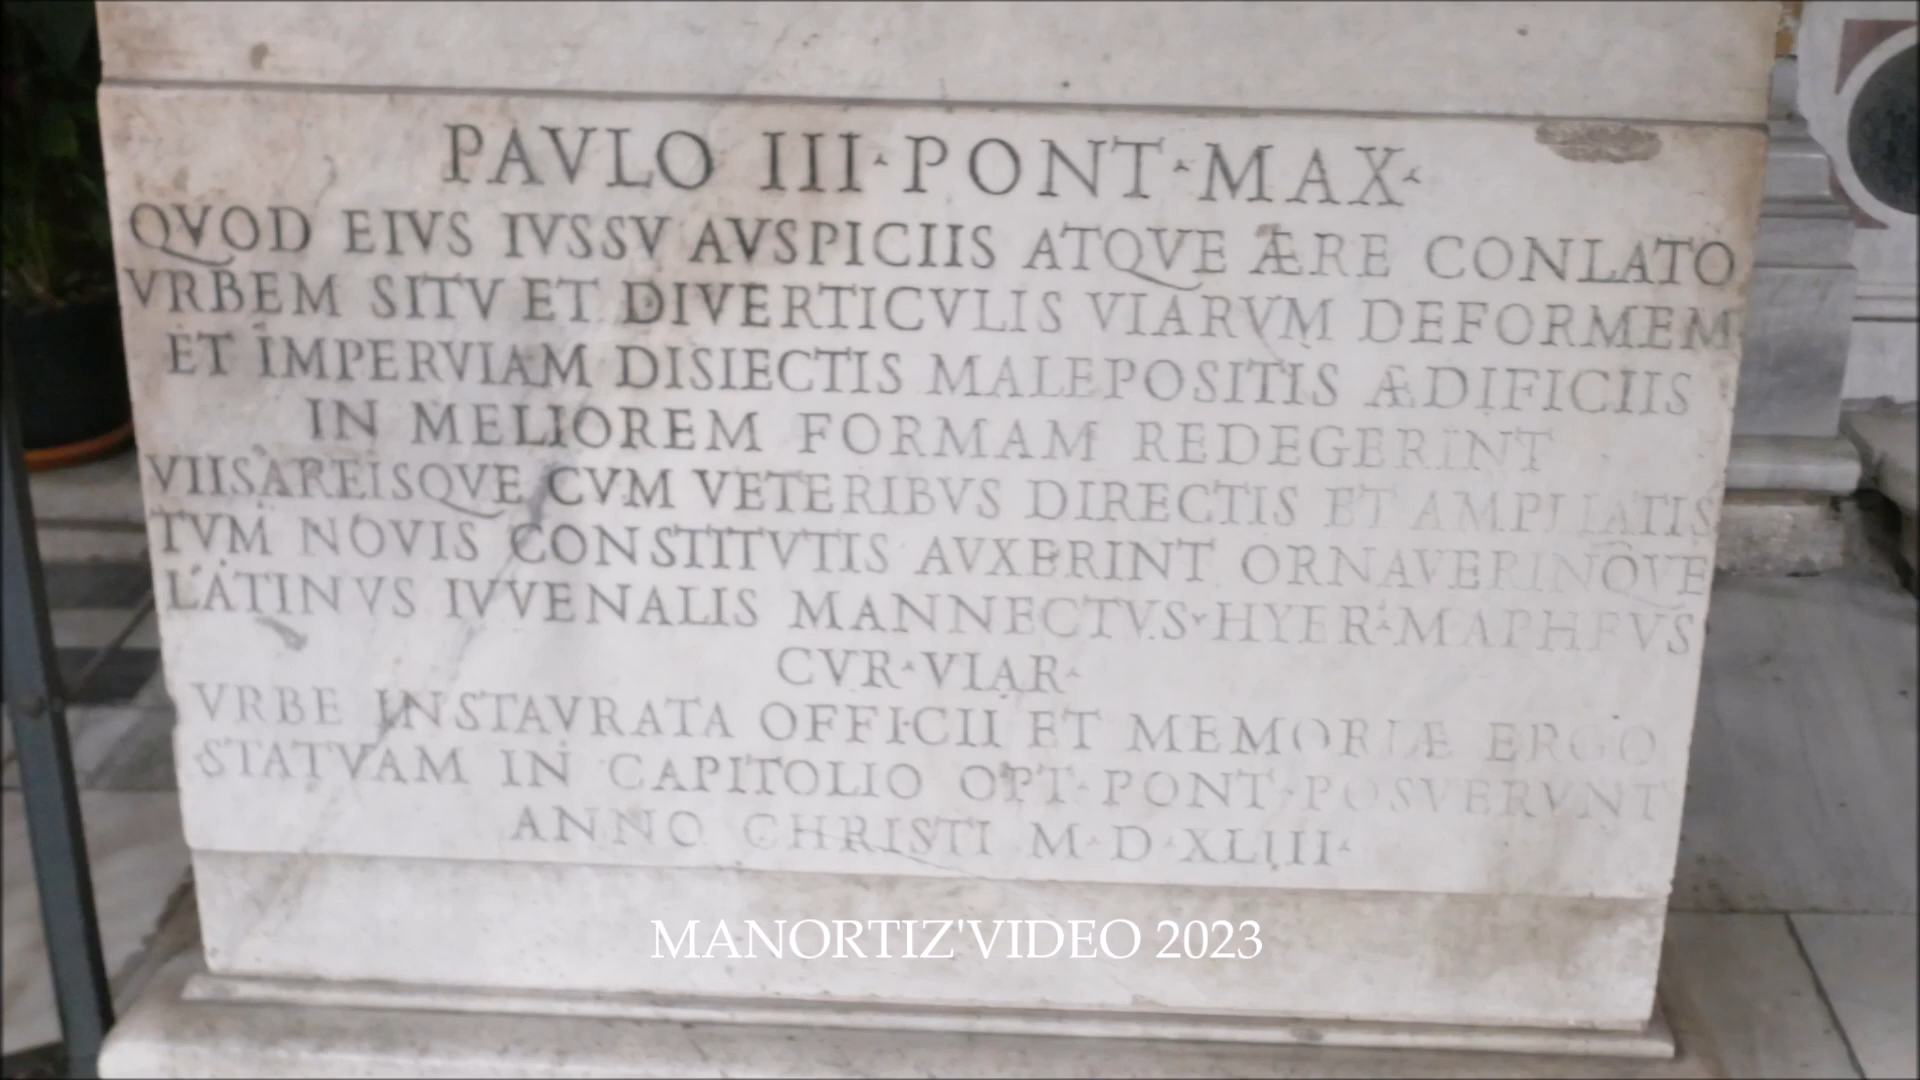 PAVLO III·PONT·MAX·
QVOD EIVS IVSSV AVSPICIIS ATQVE ÆRE CONLATO
VRBEM SITV ET DIVERTICVLIS VIARVM DEFORMEM
ET IMPERVIAM DISIECTIS MALEPOSITIS ÆDIFICIIS
IN MELIOREM FORMAM REDEGERINT
VIIS AREISQVE CVM VETERIBVS DIRECTIS ET AMPLIATIS
TVM NOVIS CONSTITVTIS AVXERINT ORNAVERINQVE
LATINVS IVVENALIS MANNECTVS·HYER·MAPHEVS
CVR·VIAR·
VRBE INSTAVRATA OFFICII ET MEMORIÆ ERGO
STATVAM IN CAPITOLIO OPT·PONT·POSVERVNT
ANNO CHRISTI M·D·XLIII·
MANORTIZ'VIDEO 2023